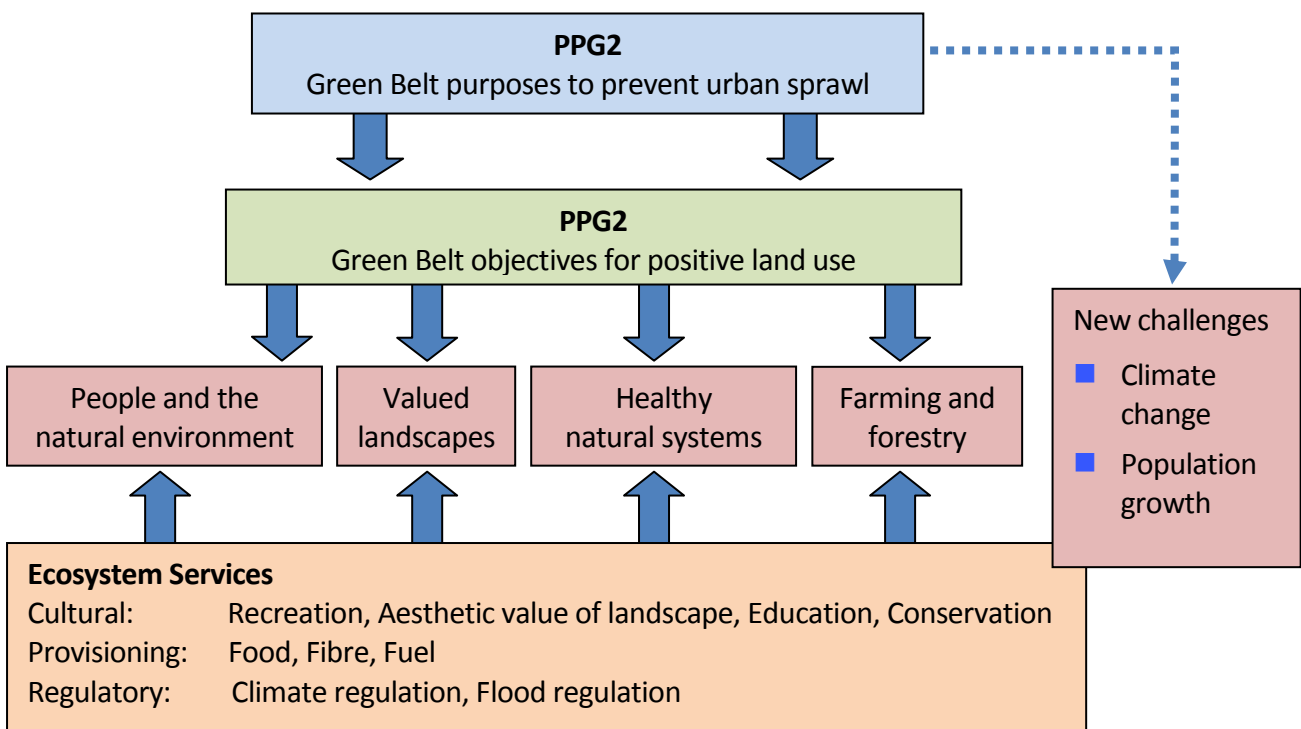 PPG2
Green Belt purposes to prevent urban sprawl
PPG2
Green Belt objectives for positive land use
People and the
natural environment
Valued
landscapes
Healthy
natural systems
Farming and
forestry
New challenges
Climate
change
Population
growth
Ecosystem Services
Cultural: Recreation, Aesthetic value of landscape, Education, Conservation
Provisioning: Food, Fibre, Fuel
Regulatory: Climate regulation, Flood regulation